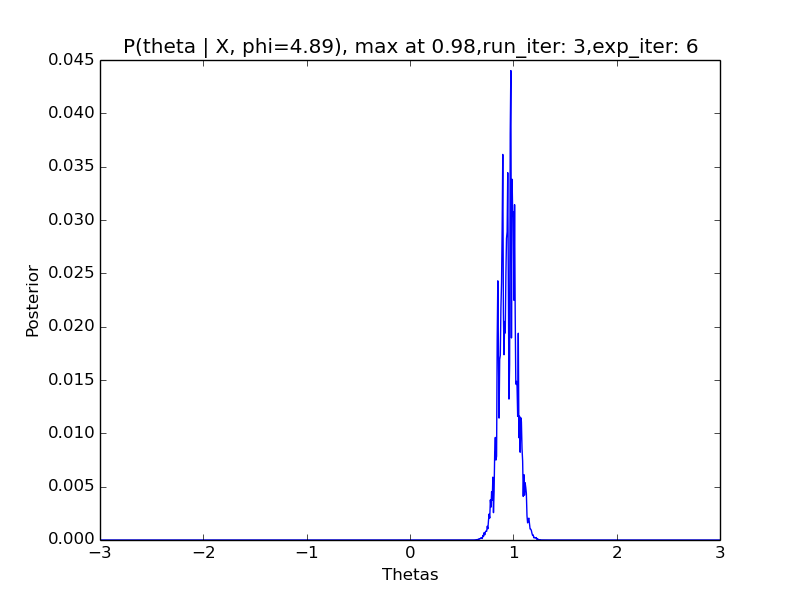 P(theta | X, phi=4.89), max at 0.98,run_iter: 3,exp_iter: 6
0.045
0.040
0.035
0.030
0.025
0.020
0.015
0.010
0.005
0.000
Posterior
−3 −2 −1 0 1 2 3
Thetas